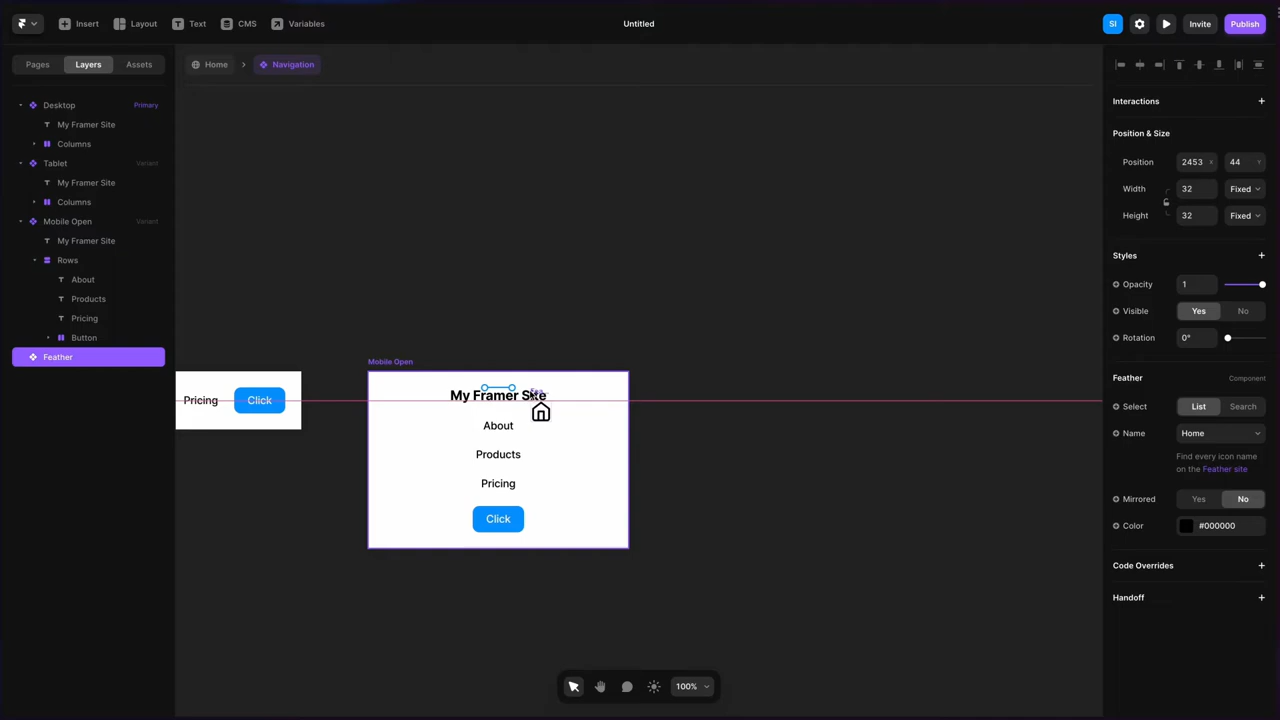 Insert
Layout
Text
CMS
Variables
Untitled
SI
Invite
Publish
Pages
Layers
Assets
Home
Navigation
Desktop
Primary
My Framer Site
Columns
Tablet
Variant
My Framer Site
Columns
Mobile Open
Variant
My Framer Site
Rows
About
Products
Pricing
Button
Feather
Pricing
Click
Mobile Open
My Framer Site
About
Products
Pricing
Click
100%
Interactions
Position & Size
Position
2453
X
44
Y
Width
32
Fixed
Height
32
Fixed
Styles
Opacity
1
Visible
Yes
No
Rotation
0°
Feather
Component
Select
List
Search
Name
Home
Find every icon name
on the Feather site
Mirrored
Yes
No
Color
#000000
Code Overrides
Handoff